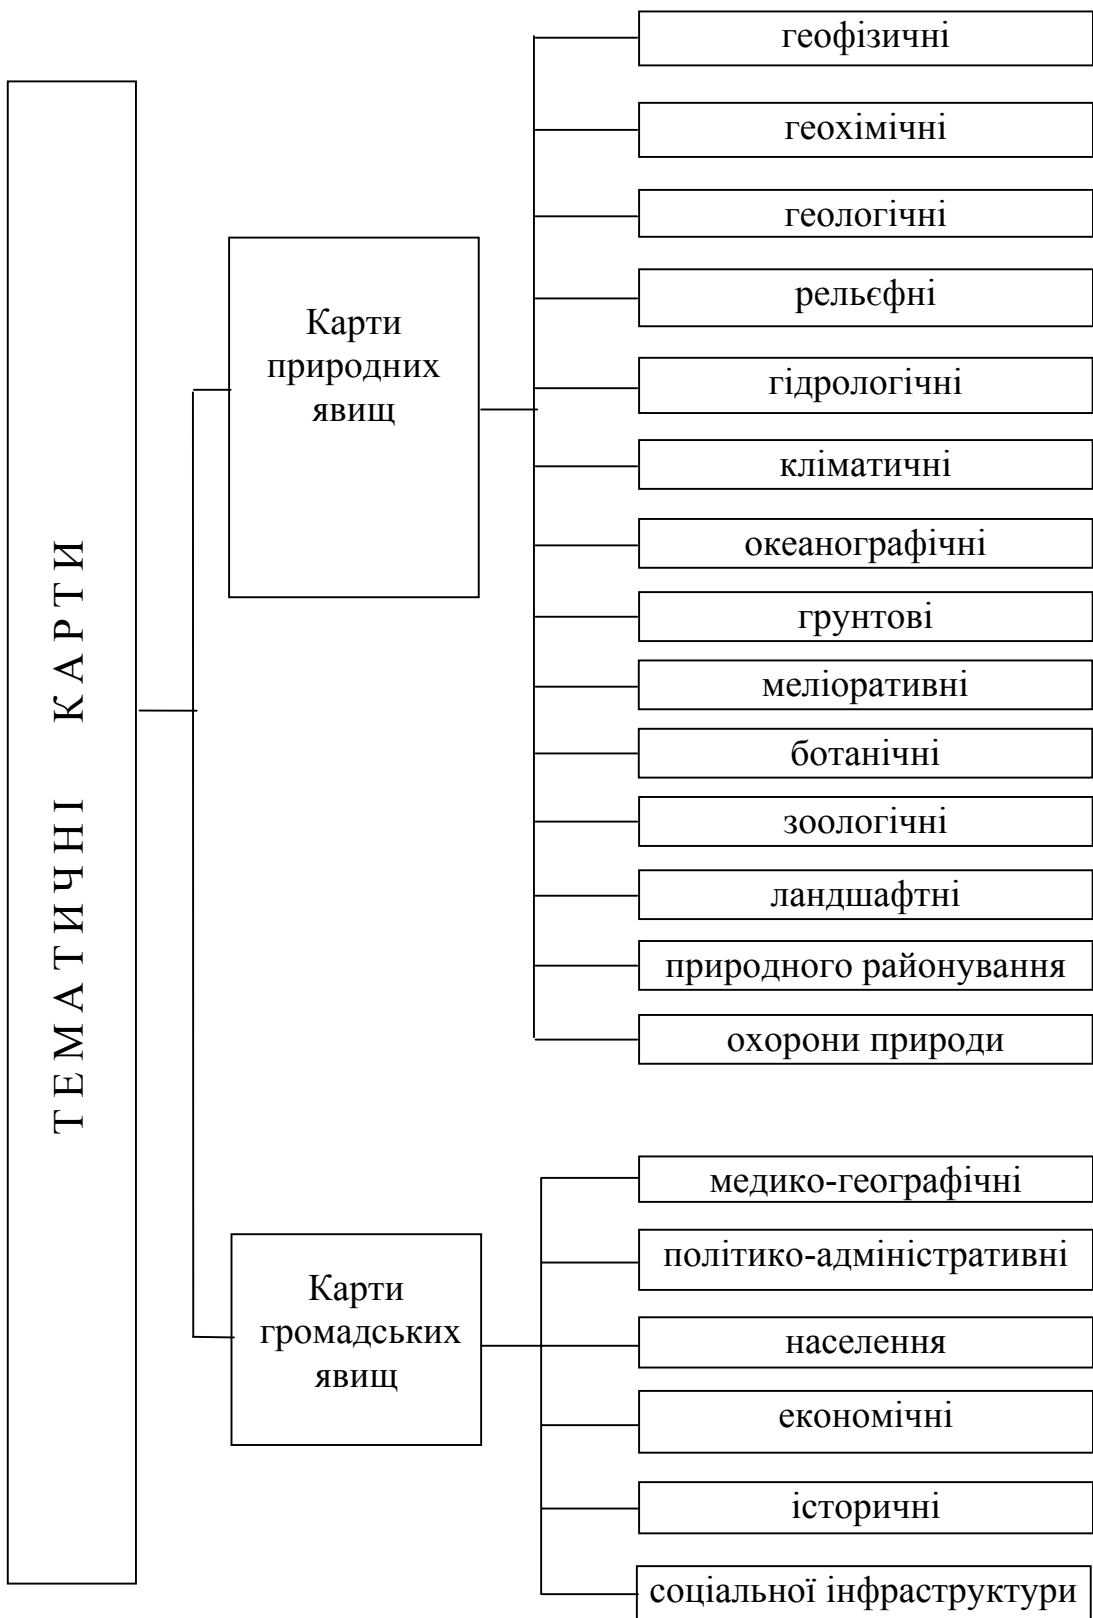 ТЕМАТИЧНІ КАРТИ
Карти
природних
явищ
геофізичні
геохімічні
геологічні
рельєфні
гідрологічні
кліматичні
океанографічні
грунтові
меліоративні
ботанічні
зоологічні
ландшафтні
природного районування
охорони природи
Карти
громадських
явищ
медико-географічні
політико-адміністративні
населення
економічні
історичні
соціальної інфраструктури